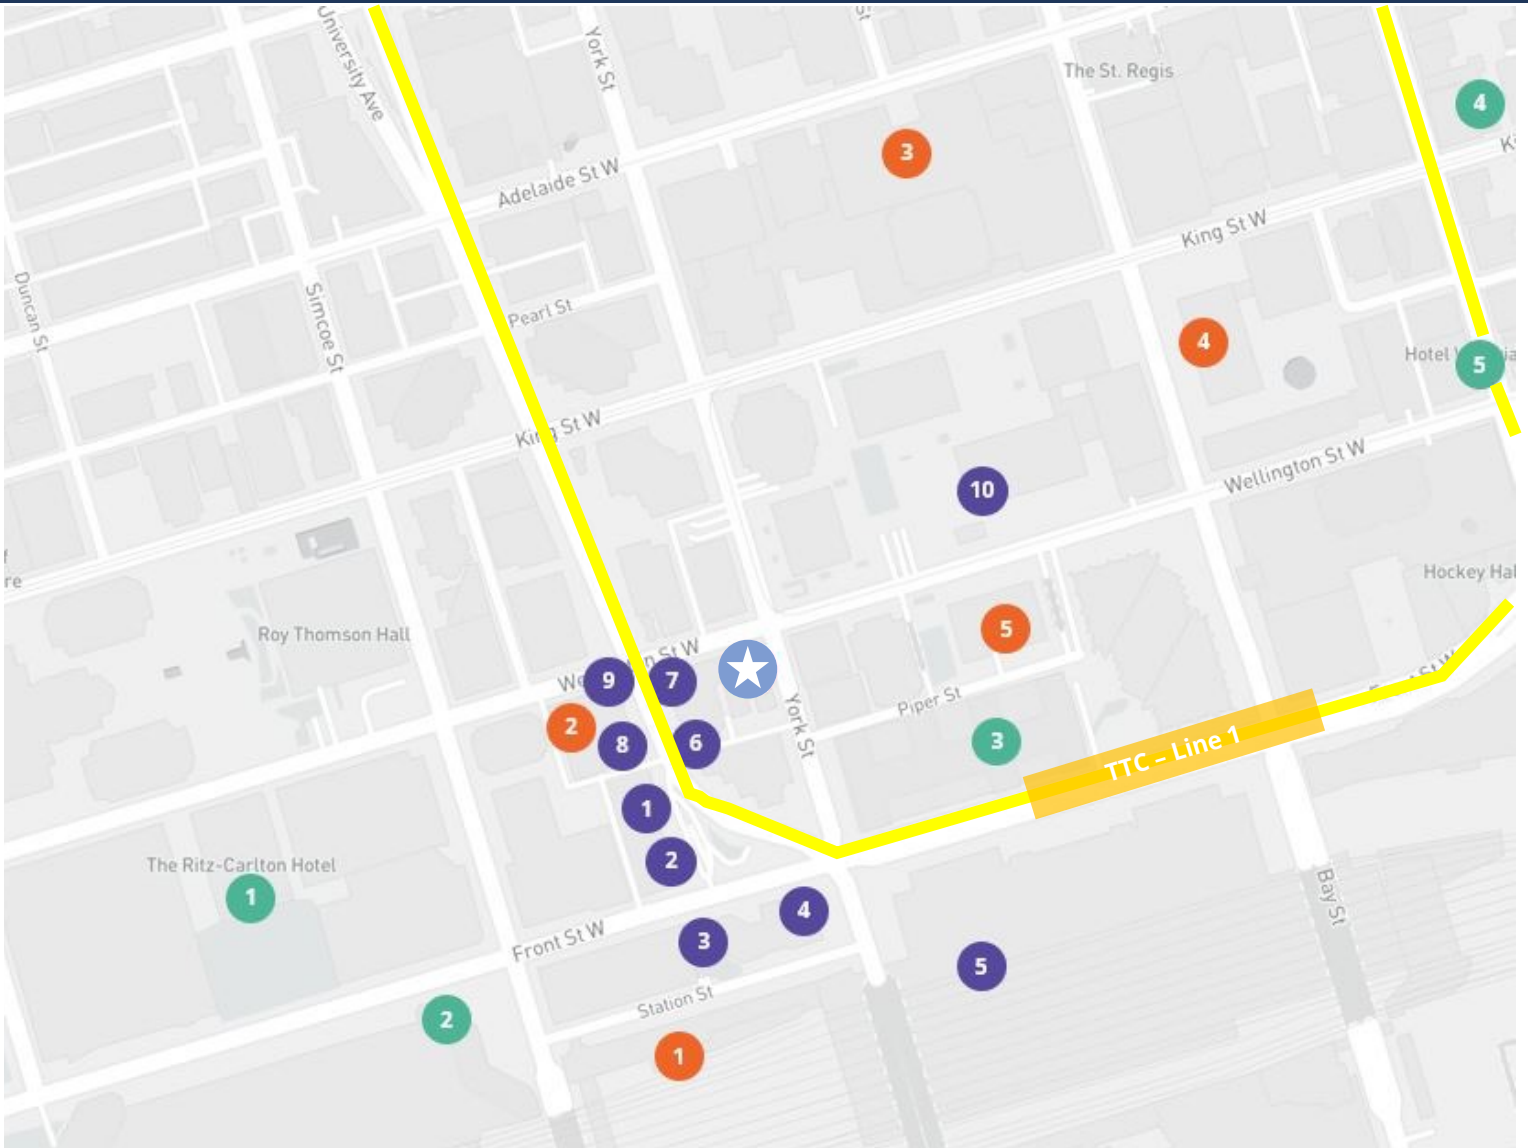 University Ave
York St
St
The St. Regis
4
3
Adelaide St W
King St W
Duncan St
Simcoe St
Pearl St
4
Hotel
5
King St W
Wellington St W
10
re
Hockey Hal
Roy Thomson Hall
5
St W
9
7
2
8
6
York St
Piper St
3
TTC – Line 1
1
2
The Ritz-Carlton Hotel
1
Bay St
4
Front St W
3
5
Station St
2
1